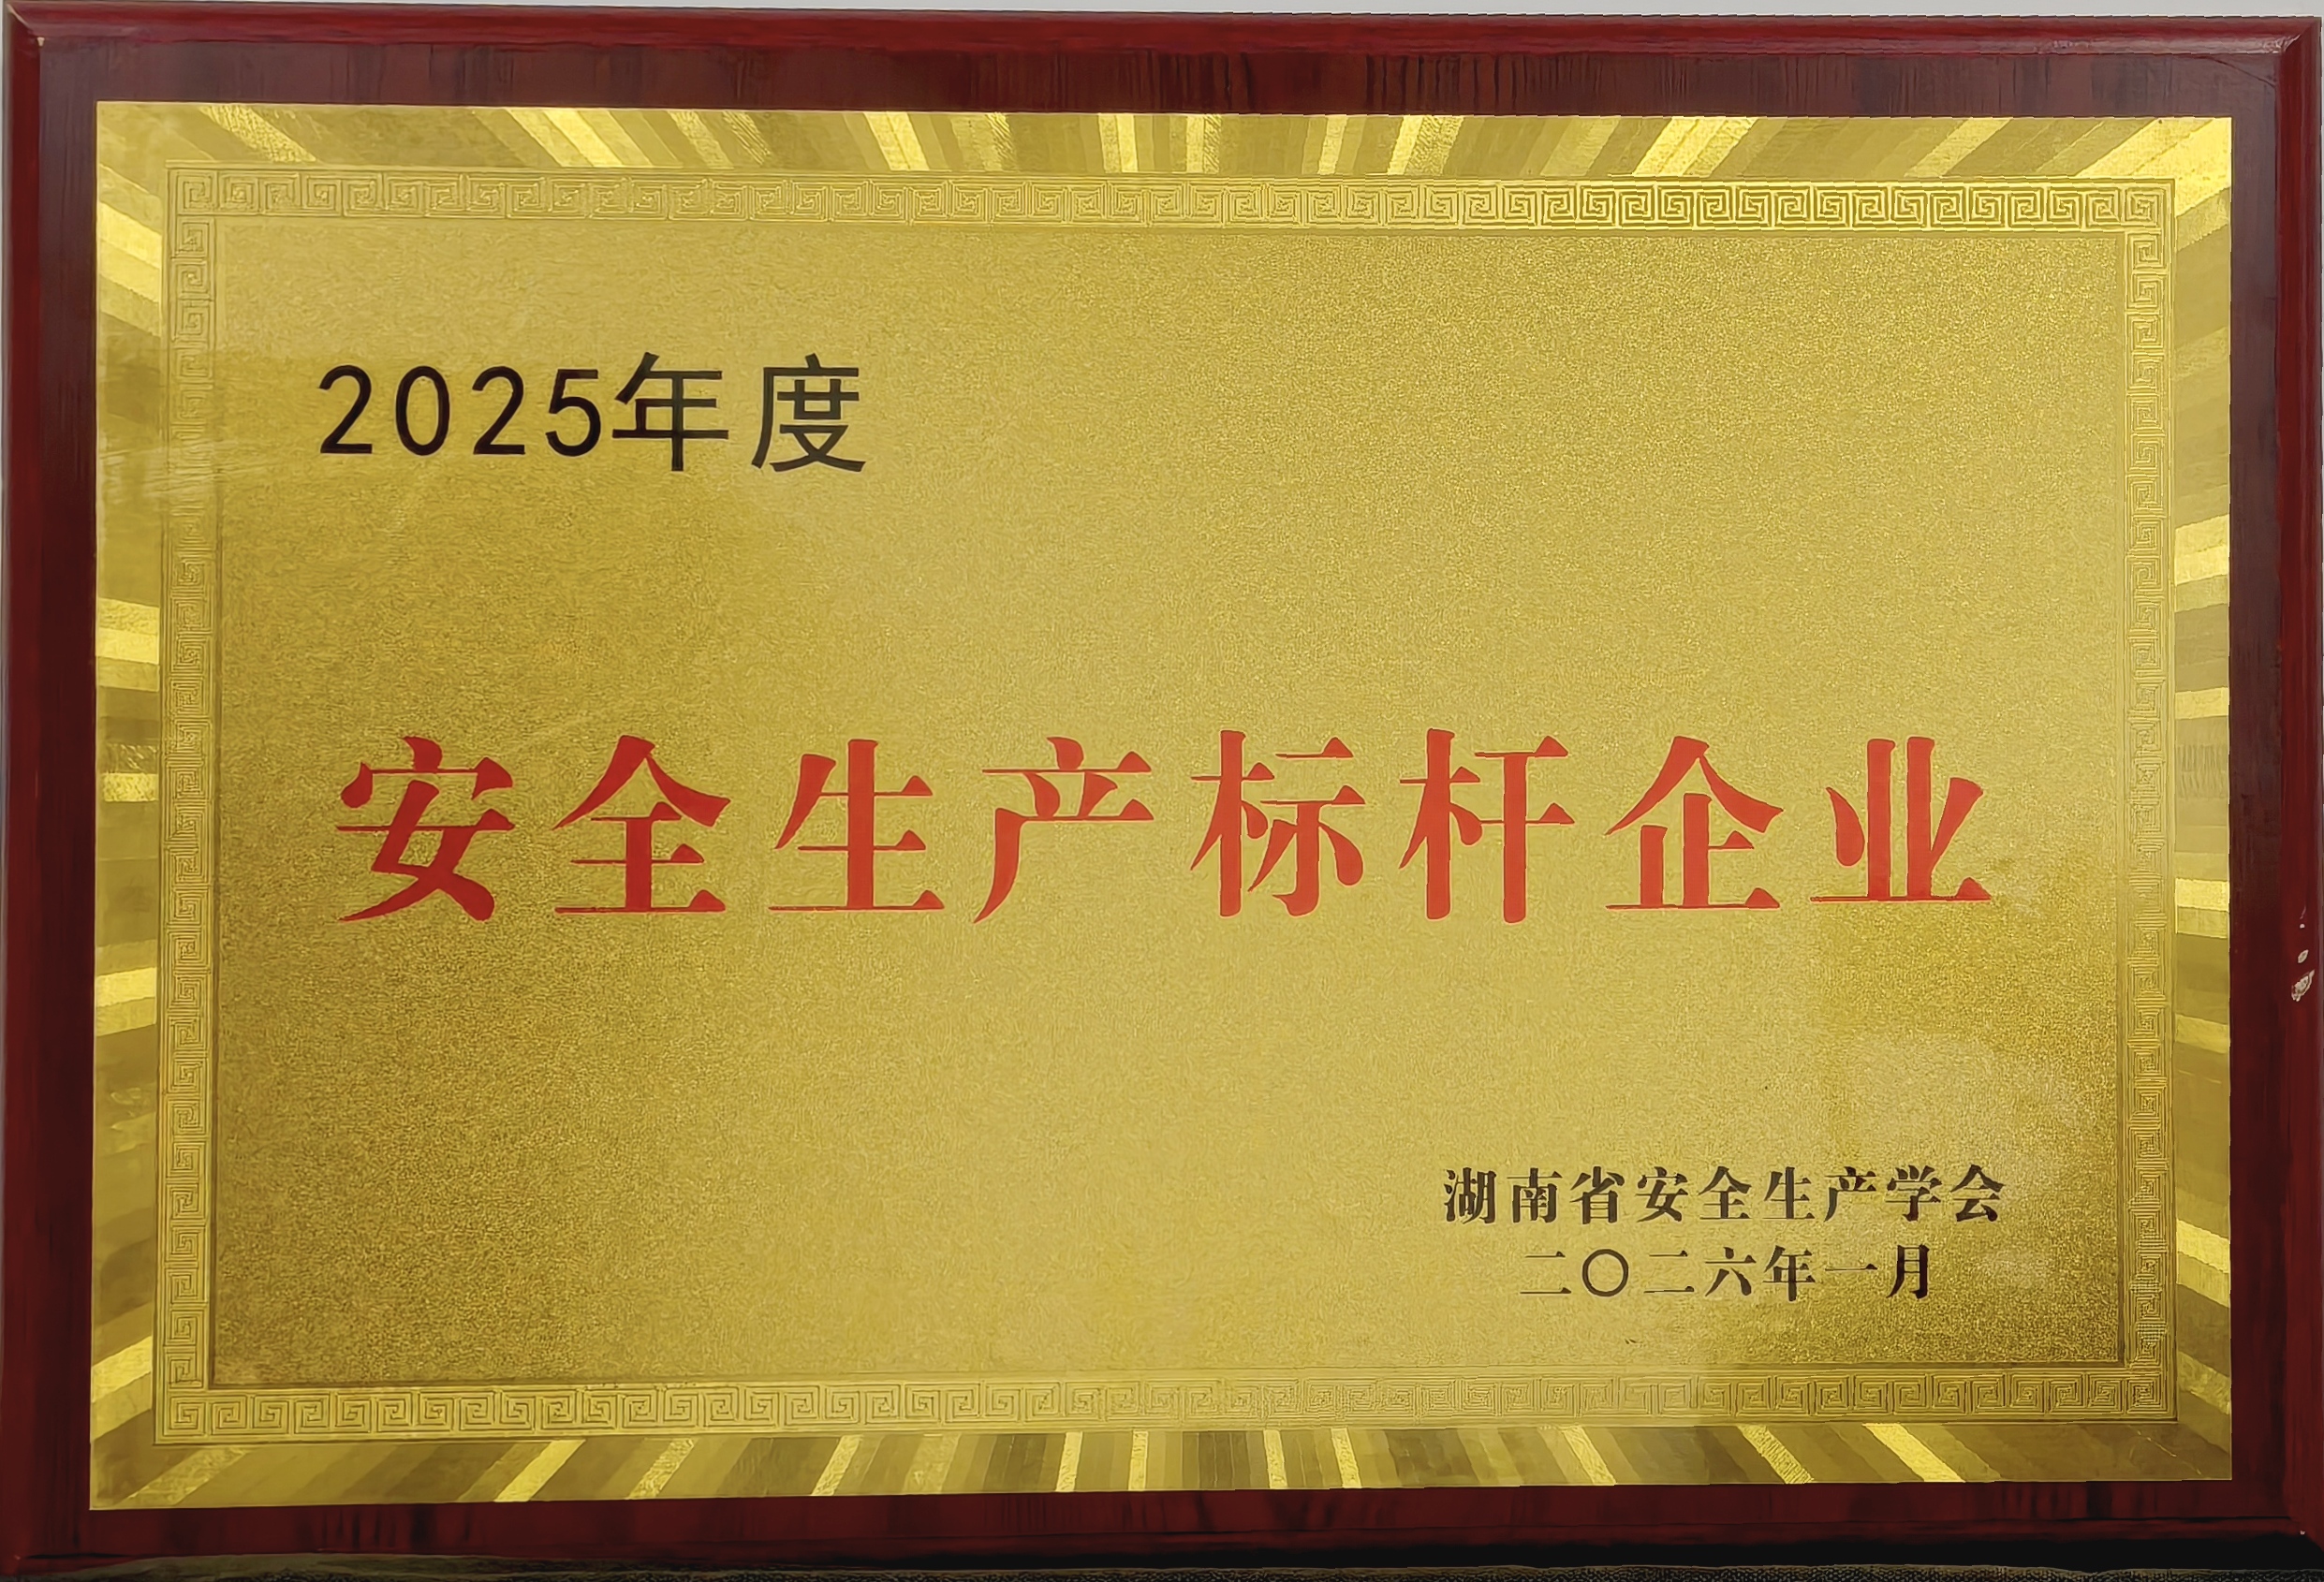 2025年度
安全生产标杆企业
湖南省安全生产学会
二〇二六年一月